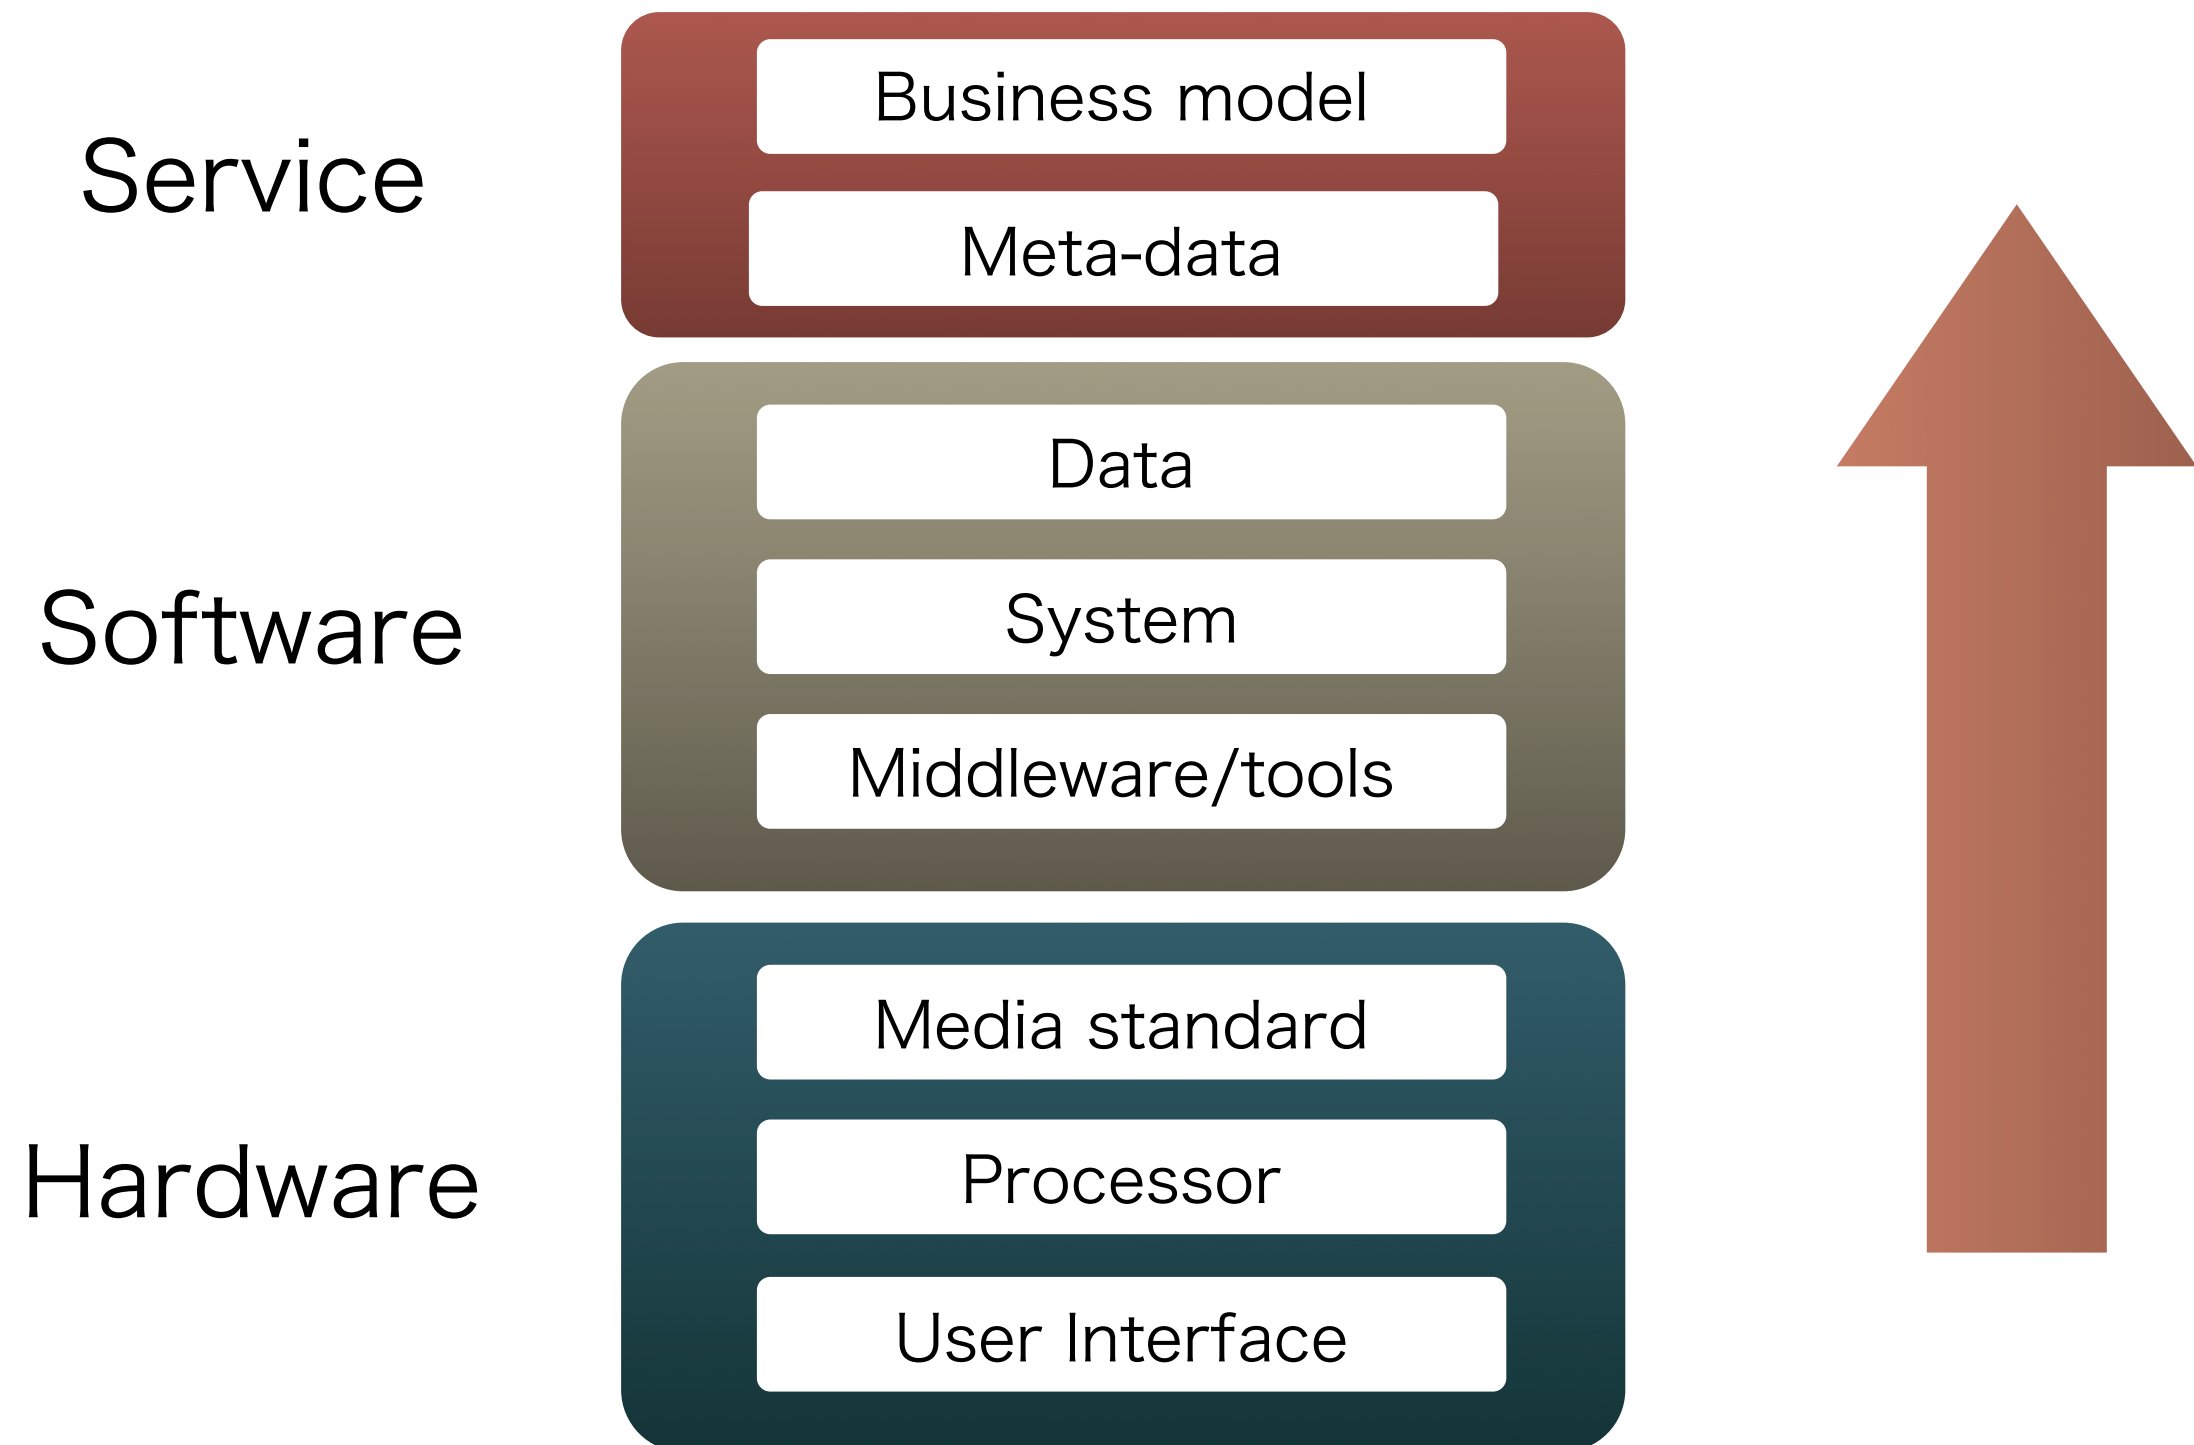 Service
Business model
Meta-data
Software
Data
System
Middleware/tools
Hardware
Media standard
Processor
User Interface